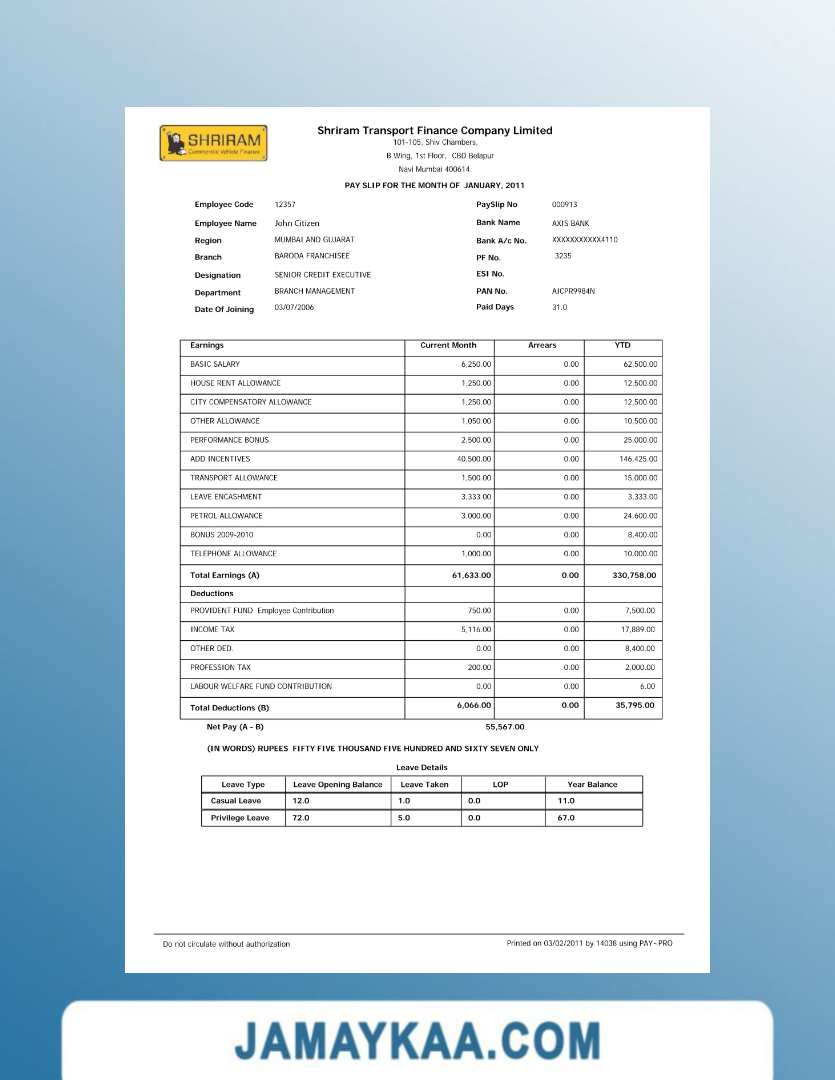 SHRIRAM
Commercial Vehicle Finance
Shriram Transport Finance Company Limited
101-105, Shiv Chambers,
B Wing, 1st Floor, CBD Belapur
Navi Mumbai 400614
PAY SLIP FOR THE MONTH OF JANUARY, 2011
Employee Code 12357 PaySlip No 000913
Employee Name John Citizen Bank Name AXIS BANK
Region MUMBAI AND GUJARAT Bank A/c No. XXXXXXXXXXX4110
Branch BARODA FRANCHISEE PF No. 3235
Designation SENIOR CREDIT EXECUTIVE ESI No.
Department BRANCH MANAGEMENT PAN No. AJCPR9984N
Date Of Joining 03/07/2006 Paid Days 31.0
Earnings Current Month Arrears YTD
BASIC SALARY 6,250.00 0.00 62,500.00
HOUSE RENT ALLOWANCE 1,250.00 0.00 12,500.00
CITY COMPENSATORY ALLOWANCE 1,250.00 0.00 12,500.00
OTHER ALLOWANCE 1,050.00 0.00 10,500.00
PERFORMANCE BONUS 2,500.00 0.00 25,000.00
ADD INCENTIVES 40,500.00 0.00 146,425.00
TRANSPORT ALLOWANCE 1,500.00 0.00 15,000.00
LEAVE ENCASHMENT 3,333.00 0.00 3,333.00
PETROL-ALLOWANCE 3,000.00 0.00 24,600.00
BONUS 2009-2010 0.00 0.00 8,400.00
TELEPHONE ALLOWANCE 1,000.00 0.00 10,000.00
Total Earnings (A) 61,633.00 0.00 330,758.00
Deductions
PROVIDENT FUND Employee Contribution 750.00 0.00 7,500.00
INCOME TAX 5,116.00 0.00 17,889.00
OTHER DED. 0.00 0.00 8,400.00
PROFESSION TAX 200.00 0.00 2,000.00
LABOUR WELFARE FUND CONTRIBUTION 0.00 0.00 6.00
Total Deductions (B) 6,066.00 0.00 35,795.00
Net Pay (A - B) 55,567.00
(IN WORDS) RUPEES FIFTY FIVE THOUSAND FIVE HUNDRED AND SIXTY SEVEN ONLY
Leave Details
Leave Type Leave Opening Balance Leave Taken LOP Year Balance
Casual Leave 12.0 1.0 0.0 11.0
Privilege Leave 72.0 5.0 0.0 67.0
Do not circulate without authorization Printed on 03/02/2011 by 14038 using PAY-PRO
JAMAYKAA.COM